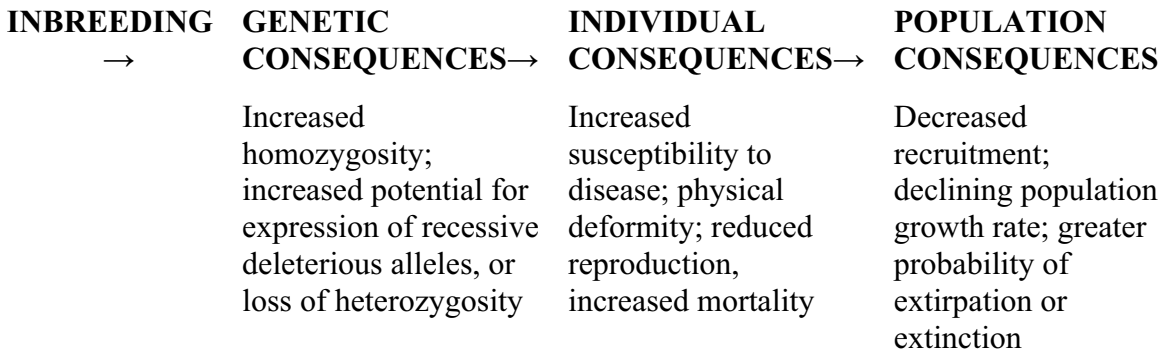 INBREEDING →
GENETIC
CONSEQUENCES→
Increased
homozygosity;
increased potential for
expression of recessive
deleterious alleles, or
loss of heterozygosity
INDIVIDUAL
CONSEQUENCES→
Increased
susceptibility to
disease; physical
deformity; reduced
reproduction,
increased mortality
POPULATION
CONSEQUENCES
Decreased
recruitment;
declining population
growth rate; greater
probability of
extirpation or
extinction